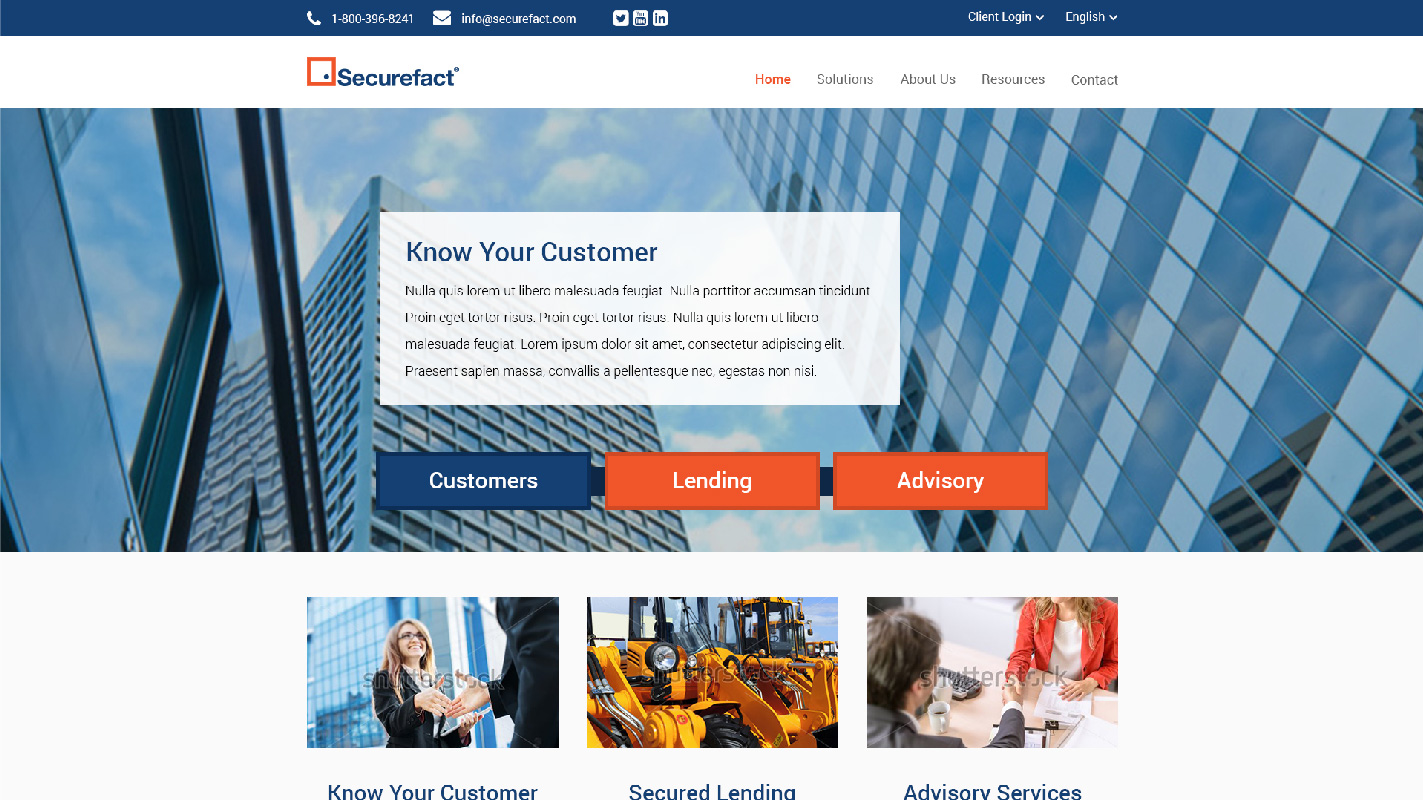 1-800-396-8241
info@securefact.com
Client Login
English
Securefact®
Home
Solutions
About Us
Resources
Contact
Know Your Customer
Nulla quis lorem ut libero malesuada feugiat. Nulla porttitor accumsan tincidunt
Proin eget tortor risus. Proin eget tortor risus. Nulla quis lorem ut libero
malesuada feugiat. Lorem ipsum dolor sit amet, consectetur adipiscing elit.
Praesent sapien massa, convallis a pellentesque nec, egestas non nisi.
Customers
Lending
Advisory
shutterstock
shutterstock
shutterstock
Know Your Customer
Secured Lending
Advisory Services